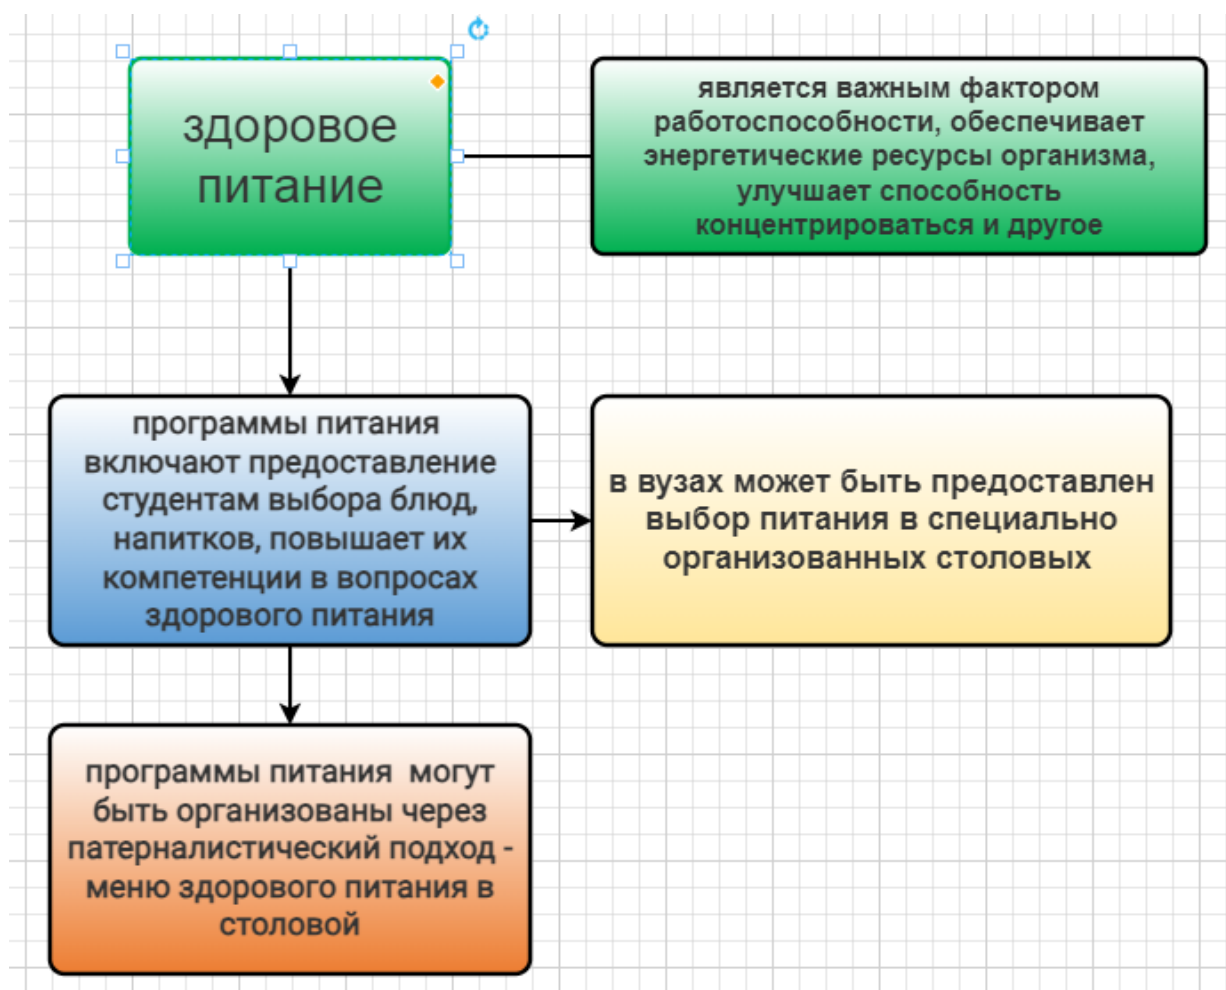 здоровое
питание
является важным фактором
работоспособности, обеспечивает
энергетические ресурсы организма,
улучшает способность
концентрироваться и другое
программы питания
включают предоставление
студентам выбора блюд,
напитков, повышает их
компетенции в вопросах
здорового питания
в вузах может быть предоставлен
выбор питания в специально
организованных столовых
программы питания  могут
быть организованы через
патерналистический подход -
меню здорового питания в
столовой